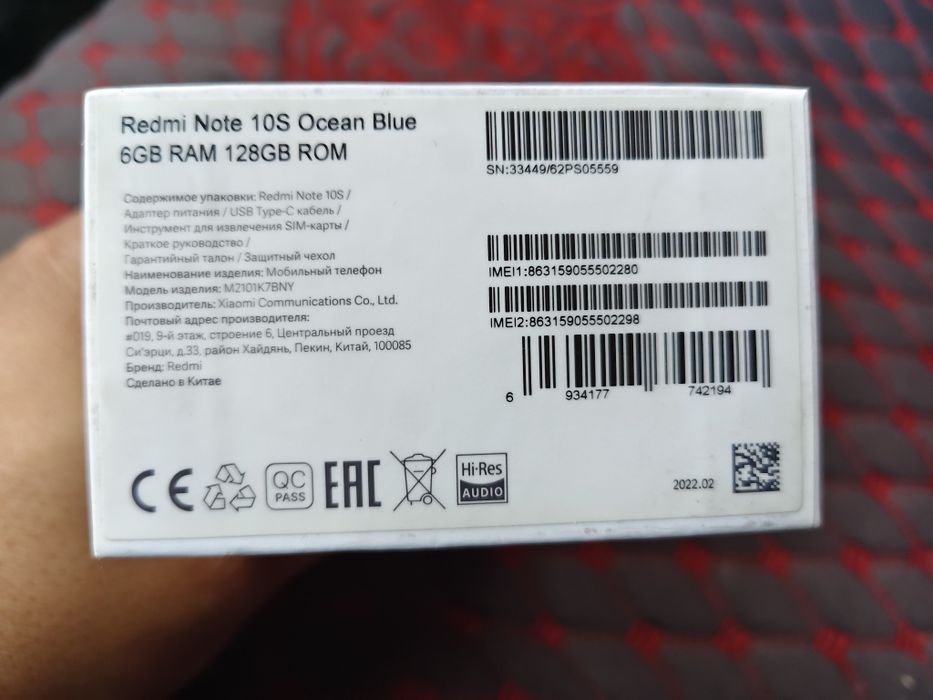 Redmi Note 10S Ocean Blue
6GB RAM 128GB ROM
Содержимое упаковки: Redmi Note 10S /
Адаптер питания / USB Type-C кабель /
Инструмент для извлечения SIM-карты /
Краткое руководство /
Гарантийный талон / Защитный чехол
Наименование изделия: Мобильный телефон
Модель изделия: M2101K7BNY
Производитель: Xiaomi Communications Co., Ltd.
Почтовый адрес производителя:
#019, 9-й этаж, строение 6, Центральный проезд
Си'эрци, д.33, район Хайдянь, Пекин, Китай, 100085
Бренд: Redmi
Сделано в Китае
SN:33449/62PS05559
IMEI1:863159055502280
IMEI2:863159055502298
6 934177 742194
CE
QC PASS
EAC
Hi-Res AUDIO
2022.02